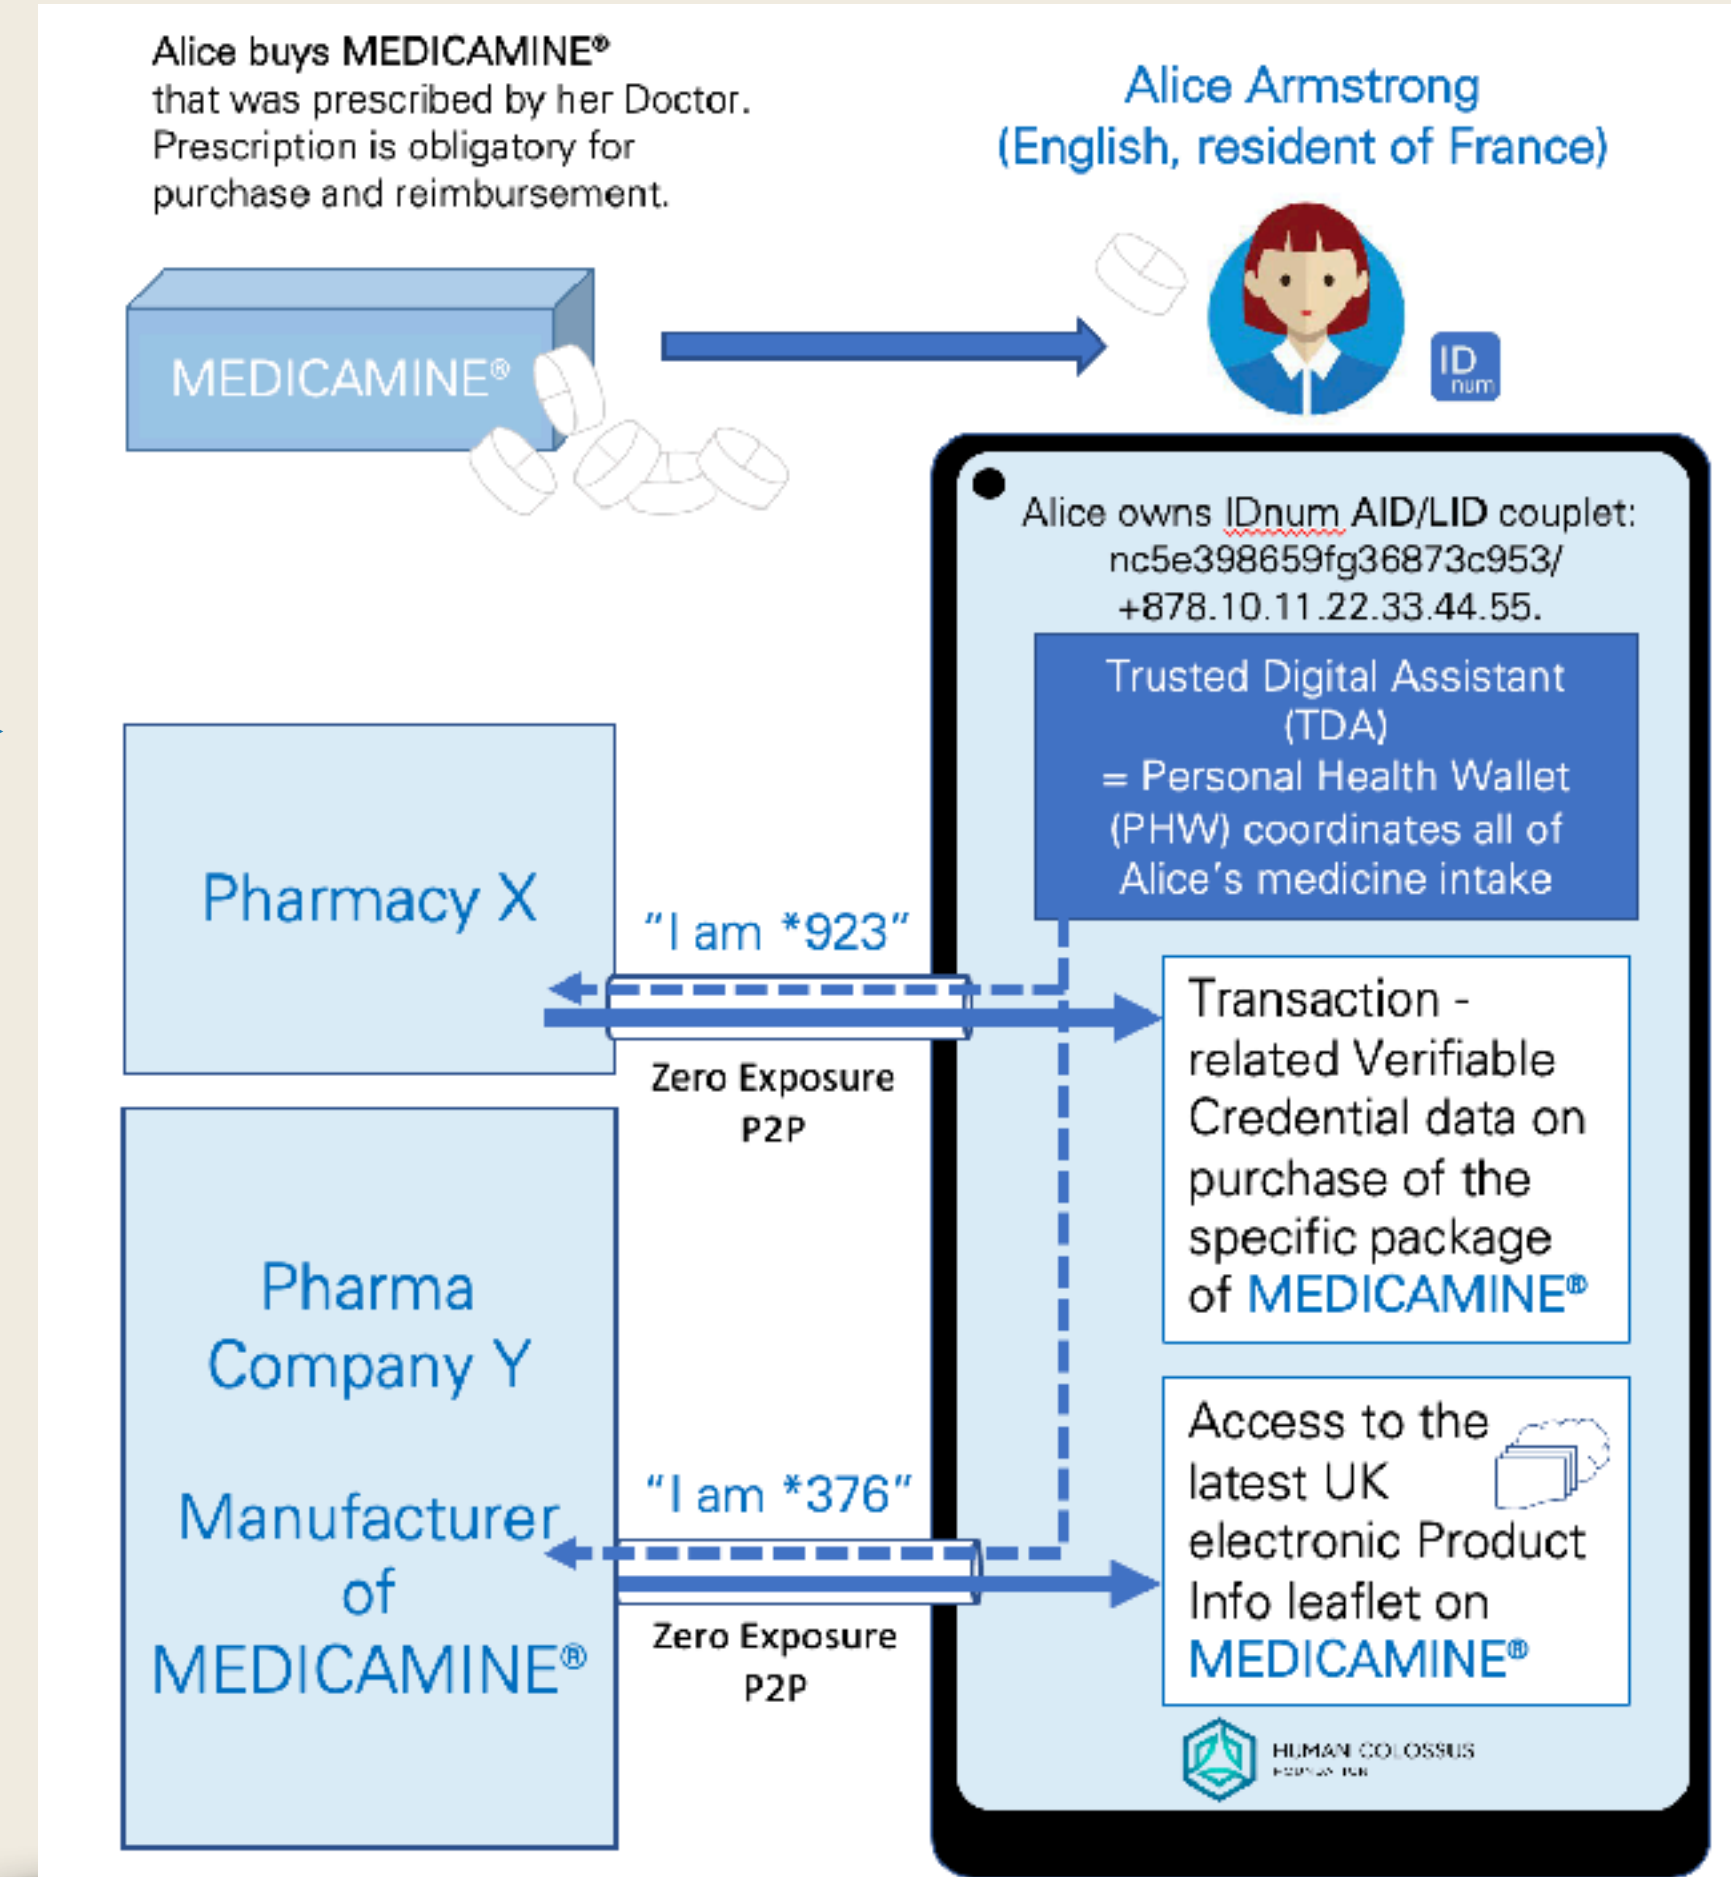 Alice buys MEDICAMINE®
that was prescribed by her Doctor.
Prescription is obligatory for
purchase and reimbursement.
Alice Armstrong
(English, resident of France)
MEDICAMINE®
ID
num
Alice owns IDnum AID/LID couplet:
nc5e398659fg36873c953/
+878.10.11.22.33.44.55.
Trusted Digital Assistant
(TDA)
= Personal Health Wallet
(PHW) coordinates all of
Alice's medicine intake
Pharmacy X
"I am *923"
Zero Exposure
P2P
Transaction -
related Verifiable
Credential data on
purchase of the
specific package
of MEDICAMINE®
Pharma
Company Y
Manufacturer
of
MEDICAMINE®
"I am *376"
Zero Exposure
P2P
Access to the
latest UK
electronic Product
Info leaflet on
MEDICAMINE®
HUMAN COLOSSUS
FOUNDATION